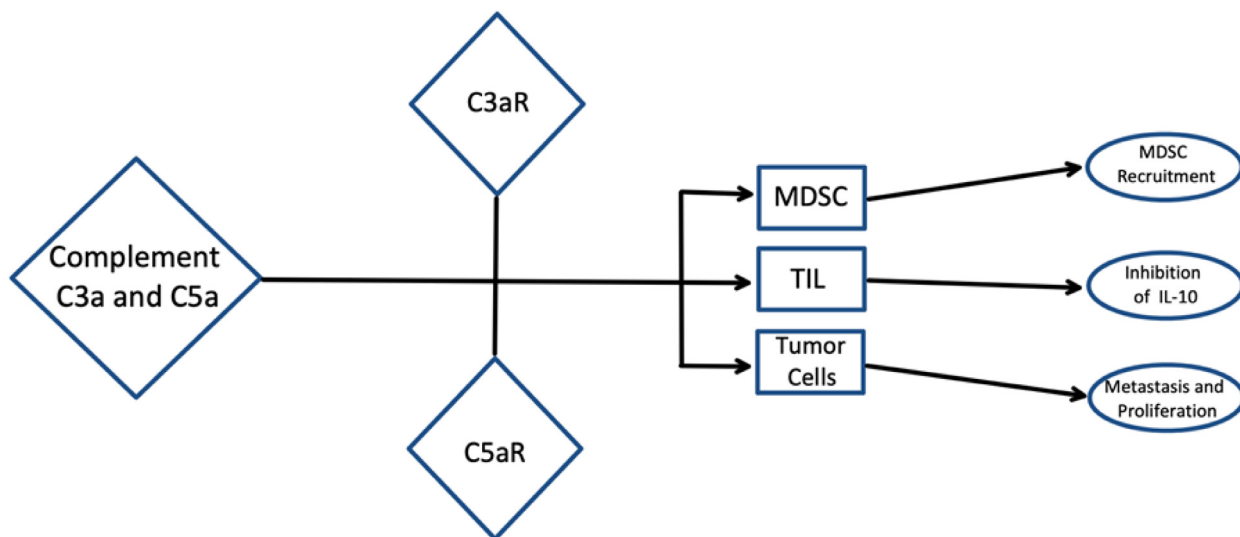 C3aR
Complement
C3a and C5a
C5aR
MDSC
TIL
Tumor
Cells
MDSC
Recruitment
Inhibition
of IL-10
Metastasis and
Proliferation